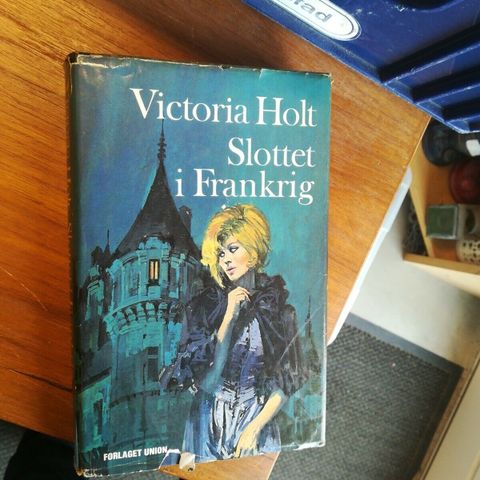 Victoria Holt
Slottet
i Frankrig
FORLAGET UNION